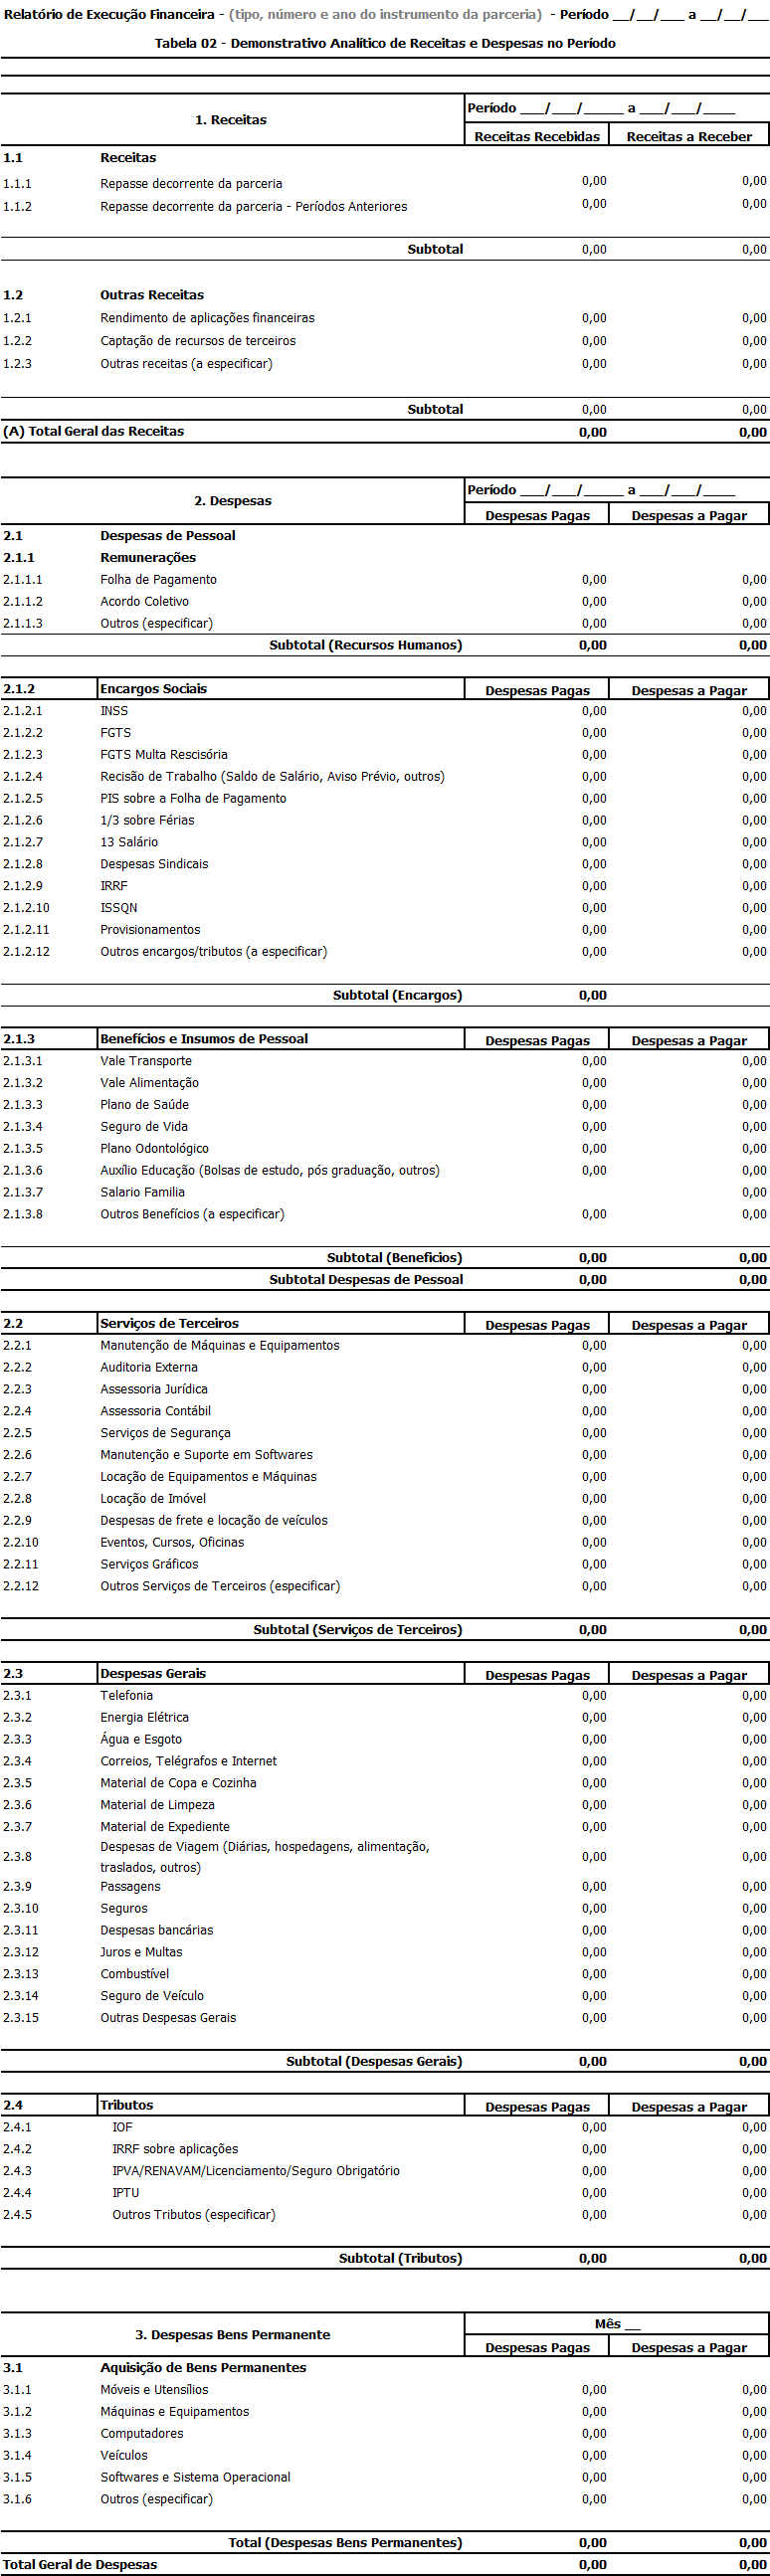 Relatório de Execução Financeira - (tipo, número e ano do instrumento da parceria) - Período __/__/___ a __/__/___
Tabela 02 - Demonstrativo Analítico de Receitas e Despesas no Período
1. Receitas
Período ___/___/_____ a ___/___/____
Receitas Recebidas Receitas a Receber
1.1 Receitas
1.1.1 Repasse decorrente da parceria 0,00 0,00
1.1.2 Repasse decorrente da parceria - Períodos Anteriores 0,00 0,00
Subtotal 0,00 0,00
1.2 Outras Receitas
1.2.1 Rendimento de aplicações financeiras 0,00 0,00
1.2.2 Captação de recursos de terceiros 0,00 0,00
1.2.3 Outras receitas (a especificar) 0,00 0,00
Subtotal 0,00 0,00
(A) Total Geral das Receitas 0,00 0,00
2. Despesas
Período ___/___/_____ a ___/___/____
Despesas Pagas Despesas a Pagar
2.1 Despesas de Pessoal
2.1.1 Remunerações
2.1.1.1 Folha de Pagamento 0,00 0,00
2.1.1.2 Acordo Coletivo 0,00 0,00
2.1.1.3 Outros (especificar) 0,00 0,00
Subtotal (Recursos Humanos) 0,00 0,00
2.1.2 Encargos Sociais Despesas Pagas Despesas a Pagar
2.1.2.1 INSS 0,00 0,00
2.1.2.2 FGTS 0,00 0,00
2.1.2.3 FGTS Multa Rescisória 0,00 0,00
2.1.2.4 Recisão de Trabalho (Saldo de Salário, Aviso Prévio, outros) 0,00 0,00
2.1.2.5 PIS sobre a Folha de Pagamento 0,00 0,00
2.1.2.6 1/3 sobre Férias 0,00 0,00
2.1.2.7 13 Salário 0,00 0,00
2.1.2.8 Despesas Sindicais 0,00 0,00
2.1.2.9 IRRF 0,00 0,00
2.1.2.10 ISSQN 0,00 0,00
2.1.2.11 Provisionamentos 0,00 0,00
2.1.2.12 Outros encargos/tributos (a especificar) 0,00 0,00
Subtotal (Encargos) 0,00
2.1.3 Benefícios e Insumos de Pessoal Despesas Pagas Despesas a Pagar
2.1.3.1 Vale Transporte 0,00 0,00
2.1.3.2 Vale Alimentação 0,00 0,00
2.1.3.3 Plano de Saúde 0,00 0,00
2.1.3.4 Seguro de Vida 0,00 0,00
2.1.3.5 Plano Odontológico 0,00 0,00
2.1.3.6 Auxílio Educação (Bolsas de estudo, pós graduação, outros) 0,00 0,00
2.1.3.7 Salario Familia 0,00
2.1.3.8 Outros Benefícios (a especificar) 0,00 0,00
Subtotal (Beneficios) 0,00 0,00
Subtotal Despesas de Pessoal 0,00 0,00
2.2 Serviços de Terceiros Despesas Pagas Despesas a Pagar
2.2.1 Manutenção de Máquinas e Equipamentos 0,00 0,00
2.2.2 Auditoria Externa 0,00 0,00
2.2.3 Assessoria Jurídica 0,00 0,00
2.2.4 Assessoria Contábil 0,00 0,00
2.2.5 Serviços de Segurança 0,00 0,00
2.2.6 Manutenção e Suporte em Softwares 0,00 0,00
2.2.7 Locação de Equipamentos e Máquinas 0,00 0,00
2.2.8 Locação de Imóvel 0,00 0,00
2.2.9 Despesas de frete e locação de veículos 0,00 0,00
2.2.10 Eventos, Cursos, Oficinas 0,00 0,00
2.2.11 Serviços Gráficos 0,00 0,00
2.2.12 Outros Serviços de Terceiros (especificar) 0,00 0,00
Subtotal (Serviços de Terceiros) 0,00 0,00
2.3 Despesas Gerais Despesas Pagas Despesas a Pagar
2.3.1 Telefonia 0,00 0,00
2.3.2 Energia Elétrica 0,00 0,00
2.3.3 Água e Esgoto 0,00 0,00
2.3.4 Correios, Telégrafos e Internet 0,00 0,00
2.3.5 Material de Copa e Cozinha 0,00 0,00
2.3.6 Material de Limpeza 0,00 0,00
2.3.7 Material de Expediente 0,00 0,00
2.3.8 Despesas de Viagem (Diárias, hospedagens, alimentação,
traslados, outros) 0,00 0,00
2.3.9 Passagens 0,00 0,00
2.3.10 Seguros 0,00 0,00
2.3.11 Despesas bancárias 0,00 0,00
2.3.12 Juros e Multas 0,00 0,00
2.3.13 Combustível 0,00 0,00
2.3.14 Seguro de Veículo 0,00 0,00
2.3.15 Outras Despesas Gerais 0,00 0,00
Subtotal (Despesas Gerais) 0,00 0,00
2.4 Tributos Despesas Pagas Despesas a Pagar
2.4.1 IOF 0,00 0,00
2.4.2 IRRF sobre aplicações 0,00 0,00
2.4.3 IPVA/RENAVAM/Licenciamento/Seguro Obrigatório 0,00 0,00
2.4.4 IPTU 0,00 0,00
2.4.5 Outros Tributos (especificar) 0,00 0,00
Subtotal (Tributos) 0,00 0,00
3. Despesas Bens Permanente
Mês __
Despesas Pagas Despesas a Pagar
3.1 Aquisição de Bens Permanentes
3.1.1 Móveis e Utensílios 0,00 0,00
3.1.2 Máquinas e Equipamentos 0,00 0,00
3.1.3 Computadores 0,00 0,00
3.1.4 Veículos 0,00 0,00
3.1.5 Softwares e Sistema Operacional 0,00 0,00
3.1.6 Outros (especificar) 0,00 0,00
Total (Despesas Bens Permanentes) 0,00 0,00
Total Geral de Despesas 0,00 0,00